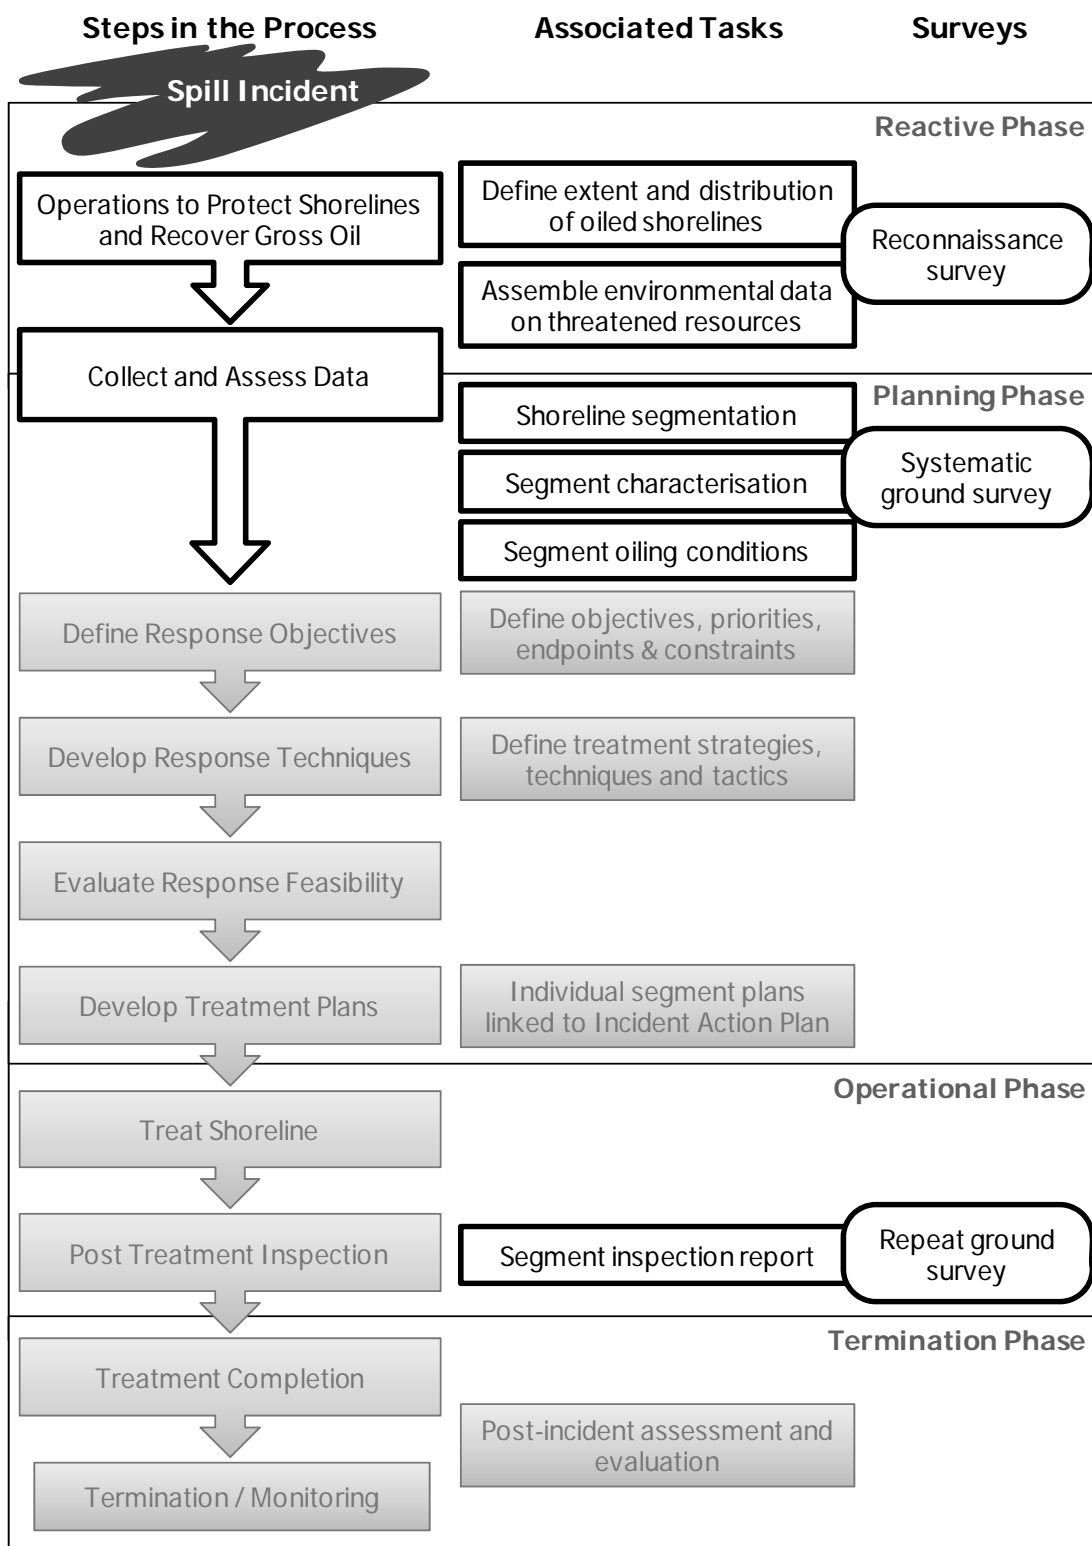 Steps in the Process
Associated Tasks
Surveys
Spill Incident
Reactive Phase
Operations to Protect Shorelines
and Recover Gross Oil
Define extent and distribution
of oiled shorelines
Reconnaissance
survey
Assemble environmental data
on threatened resources
Collect and Assess Data
Planning Phase
Shoreline segmentation
Systematic
ground survey
Segment characterisation
Segment oiling conditions
Define Response Objectives
Define objectives, priorities,
endpoints & constraints
Develop Response Techniques
Define treatment strategies,
techniques and tactics
Evaluate Response Feasibility
Develop Treatment Plans
Individual segment plans
linked to Incident Action Plan
Operational Phase
Treat Shoreline
Post Treatment Inspection
Segment inspection report
Repeat ground
survey
Termination Phase
Treatment Completion
Post-incident assessment and
evaluation
Termination / Monitoring